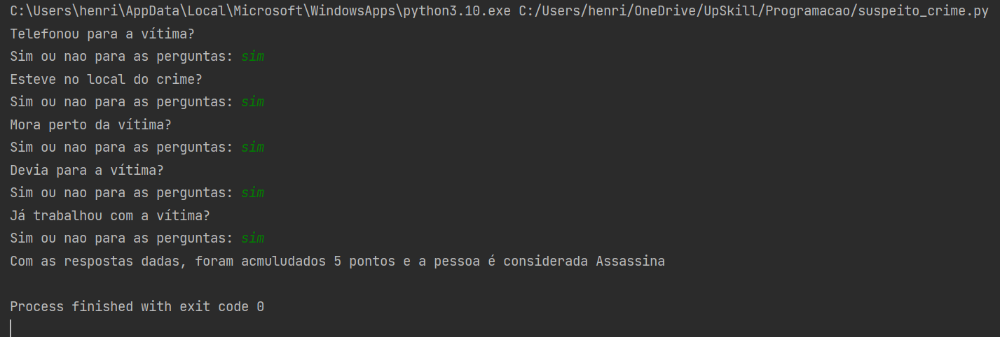 C:\Users\henri\AppData\Local\Microsoft\WindowsApps\python3.10.exe C:/Users/henri/OneDrive/UpSkill/Programacao/suspeito_crime.py
Telefonou para a vítima?
Sim ou nao para as perguntas: sim
Esteve no local do crime?
Sim ou nao para as perguntas: sim
Mora perto da vítima?
Sim ou nao para as perguntas: sim
Devia para a vítima?
Sim ou nao para as perguntas: sim
Já trabalhou com a vítima?
Sim ou nao para as perguntas: sim
Com as respostas dadas, foram acmuludados 5 pontos e a pessoa é considerada Assassina
Process finished with exit code 0